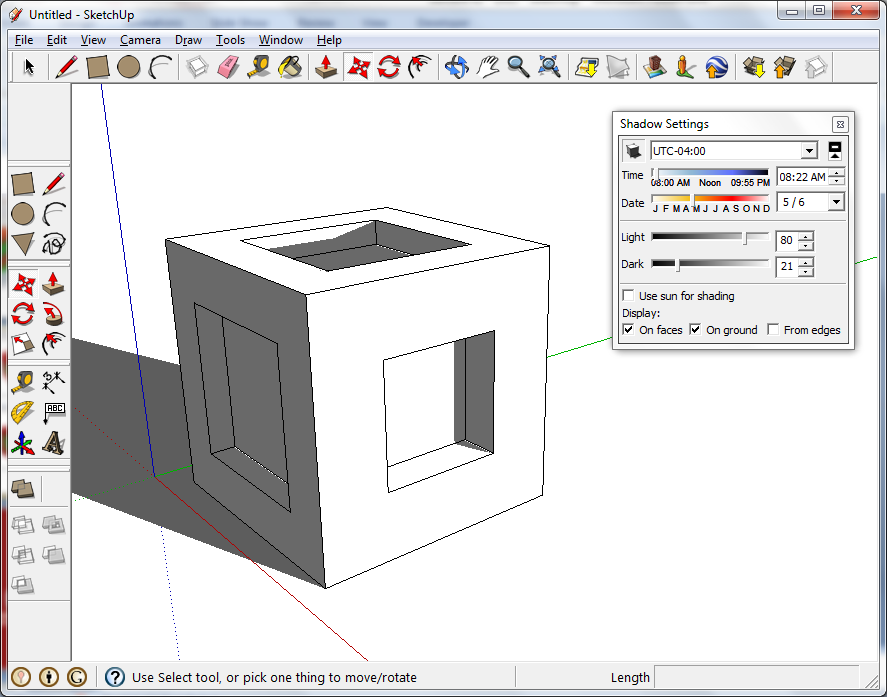 Untitled - SketchUp
File Edit View Camera Draw Tools Window Help
Shadow Settings
UTC-04:00
Time 08:00 AM Noon 09:55 PM 08:22 AM
Date J F M A M J J A S O N D 5 / 6
Light 80
Dark 21
Use sun for shading
Display:
On faces On ground From edges
ABC
A
G ? Use Select tool, or pick one thing to move/rotate Length